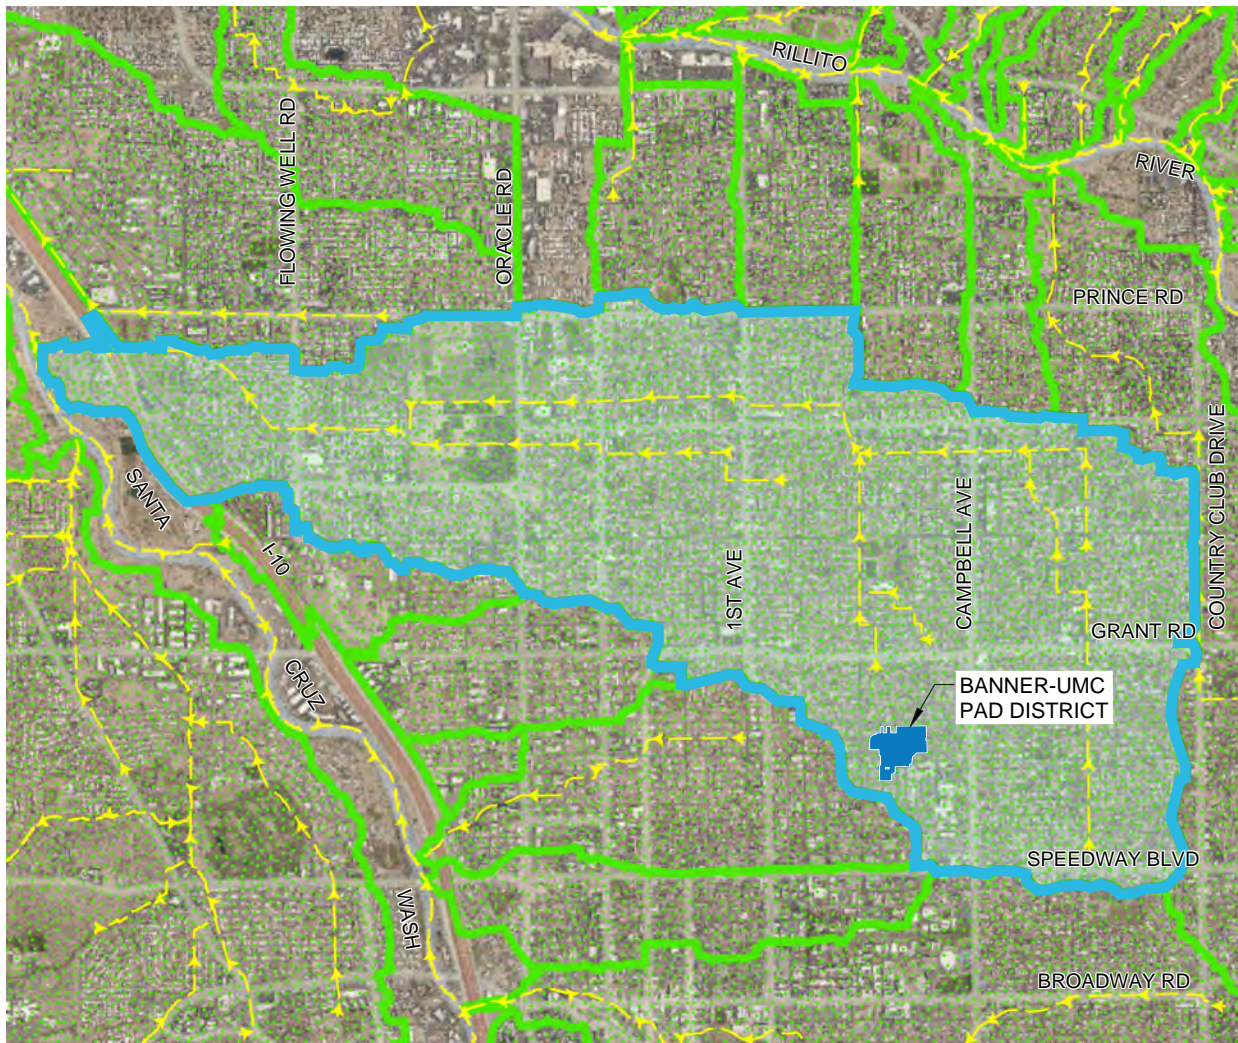 RILLITO
RIVER
FLOWING WELL RD
ORACLE RD
PRINCE RD
SANTA
I-10
1ST AVE
CAMPBELL AVE
COUNTRY CLUB DRIVE
GRANT RD
CRUZ
BANNER-UMC
PAD DISTRICT
SPEEDWAY BLVD
WASH
BROADWAY RD